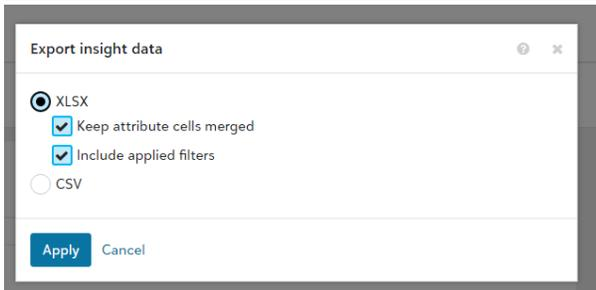 Export insight data
XLSX
Keep attribute cells merged
Include applied filters
CSV
Apply Cancel